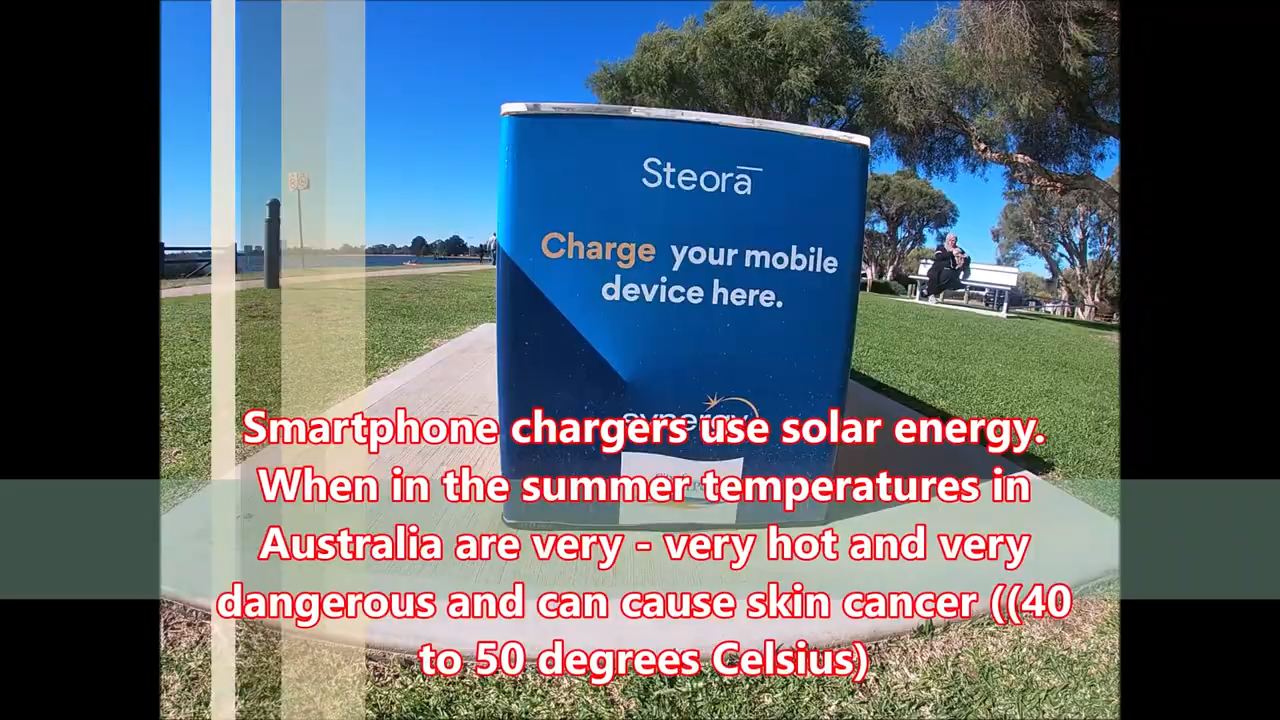 Steora
Charge your mobile
device here.
synergy
Smartphone chargers use solar energy.
When in the summer temperatures in
Australia are very - very hot and very
dangerous and can cause skin cancer ((40
to 50 degrees Celsius)